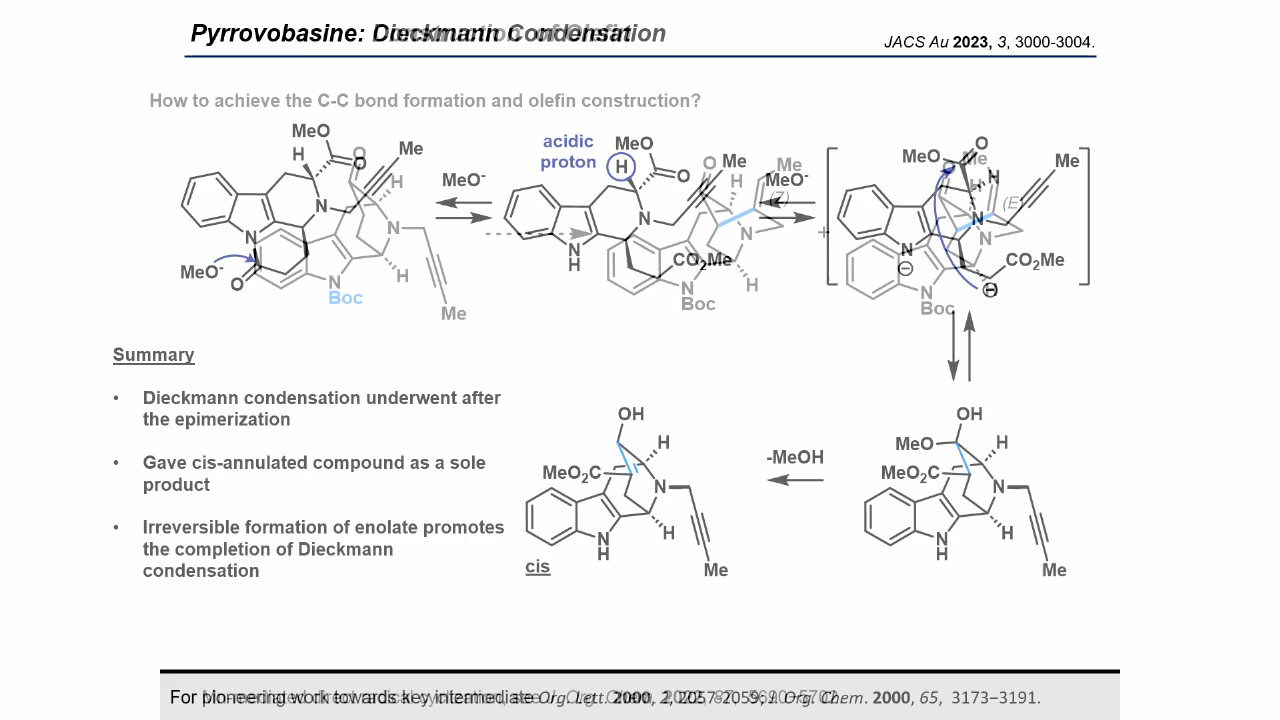 Pyrrovobasine: Dieckmann Condensation
JACS Au 2023, 3, 3000-3004.
How to achieve the C-C bond formation and olefin construction?
MeO
H
O
Me
N
H
N
MeO-
O
N
Boc
H
Me
MeO-
acidic
proton
MeO
H
O
O
Me
H
N
N
H
CO2Me
N
Boc
H
Me
MeO-
(Z)
N
+
MeO
O
Me
H
Me
N
(E
N
N
CO2Me
N
Boc
Summary
• Dieckmann condensation underwent after
the epimerization
• Gave cis-annulated compound as a sole
product
• Irreversible formation of enolate promotes
the completion of Dieckmann
condensation
OH
H
MeO2C
N
N
H
H
Me
cis
-MeOH
OH
MeO
H
MeO2C
N
N
H
H
Me
For pioneering work towards key intermediate Org. Lett. 2000, 2, 2057-2059; J. Org. Chem. 2000, 65, 3173−3191.